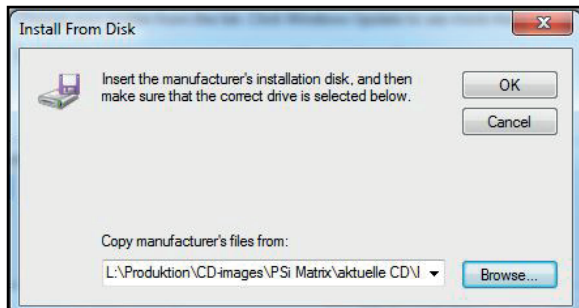 Install From Disk
Insert the manufacturer's installation disk, and then
make sure that the correct drive is selected below.
OK
Cancel
Copy manufacturer's files from:
L:\Produktion\CD-images\PSi Matrix\aktuelle CD\I
Browse...